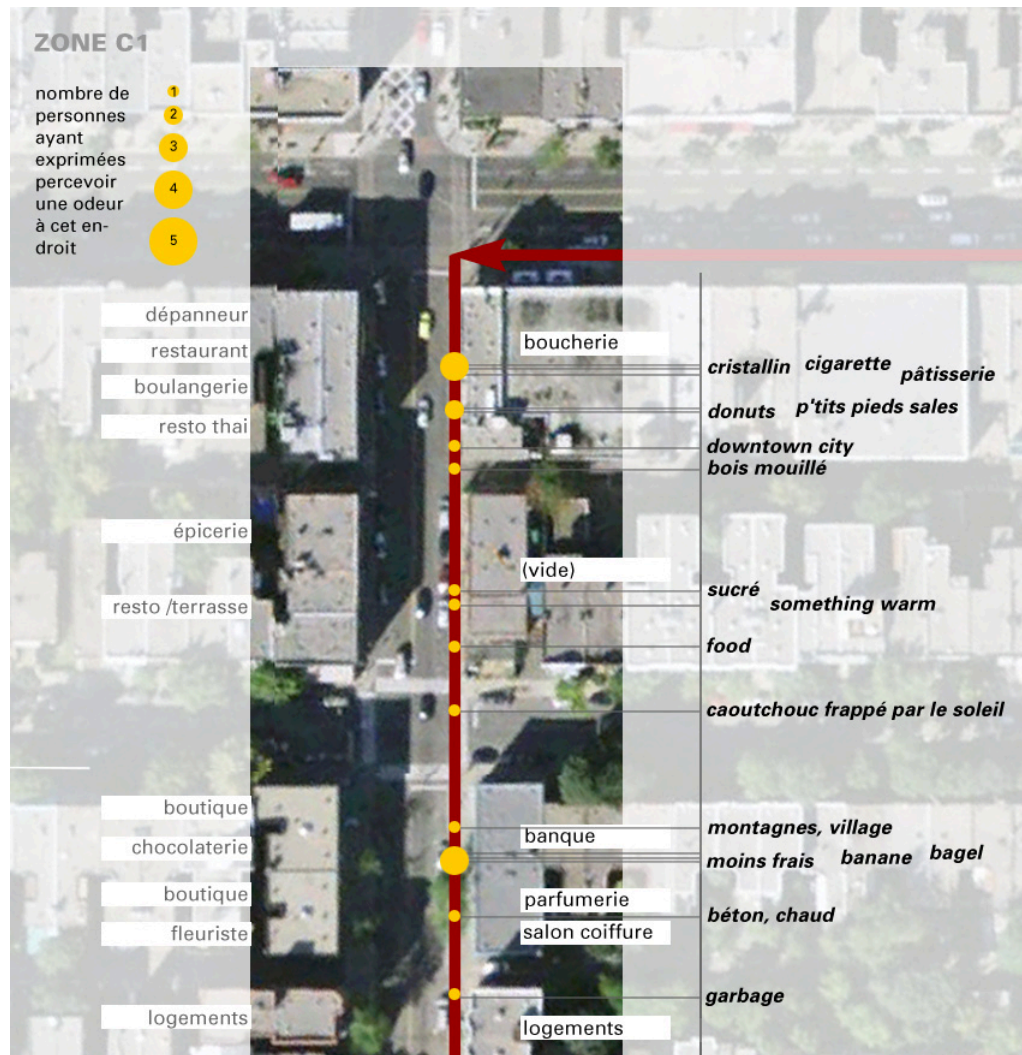 ZONE C1
nombre de
personnes
ayant
exprimées
percevoir
une odeur
à cet en-
droit
1
2
3
4
5
dépanneur
restaurant
boulangerie
resto thai
épicerie
resto /terrasse
boutique
chocolaterie
boutique
fleuriste
logements
boucherie
(vide)
banque
parfumerie
salon coiffure
logements
cristallin cigarette pâtisserie
donuts p'tits pieds sales
downtown city
bois mouillé
sucré
something warm
food
caoutchouc frappé par le soleil
montagnes, village
moins frais banane bagel
béton, chaud
garbage